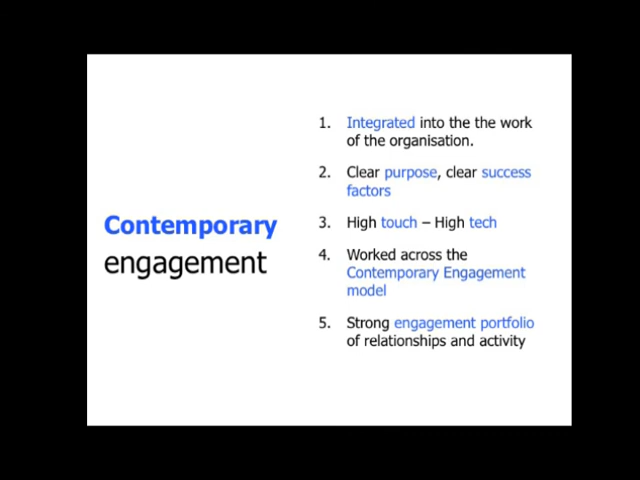 Contemporary
engagement
1. Integrated into the the work
of the organisation.
2. Clear purpose, clear success
factors
3. High touch – High tech
4. Worked across the
Contemporary Engagement
model
5. Strong engagement portfolio
of relationships and activity